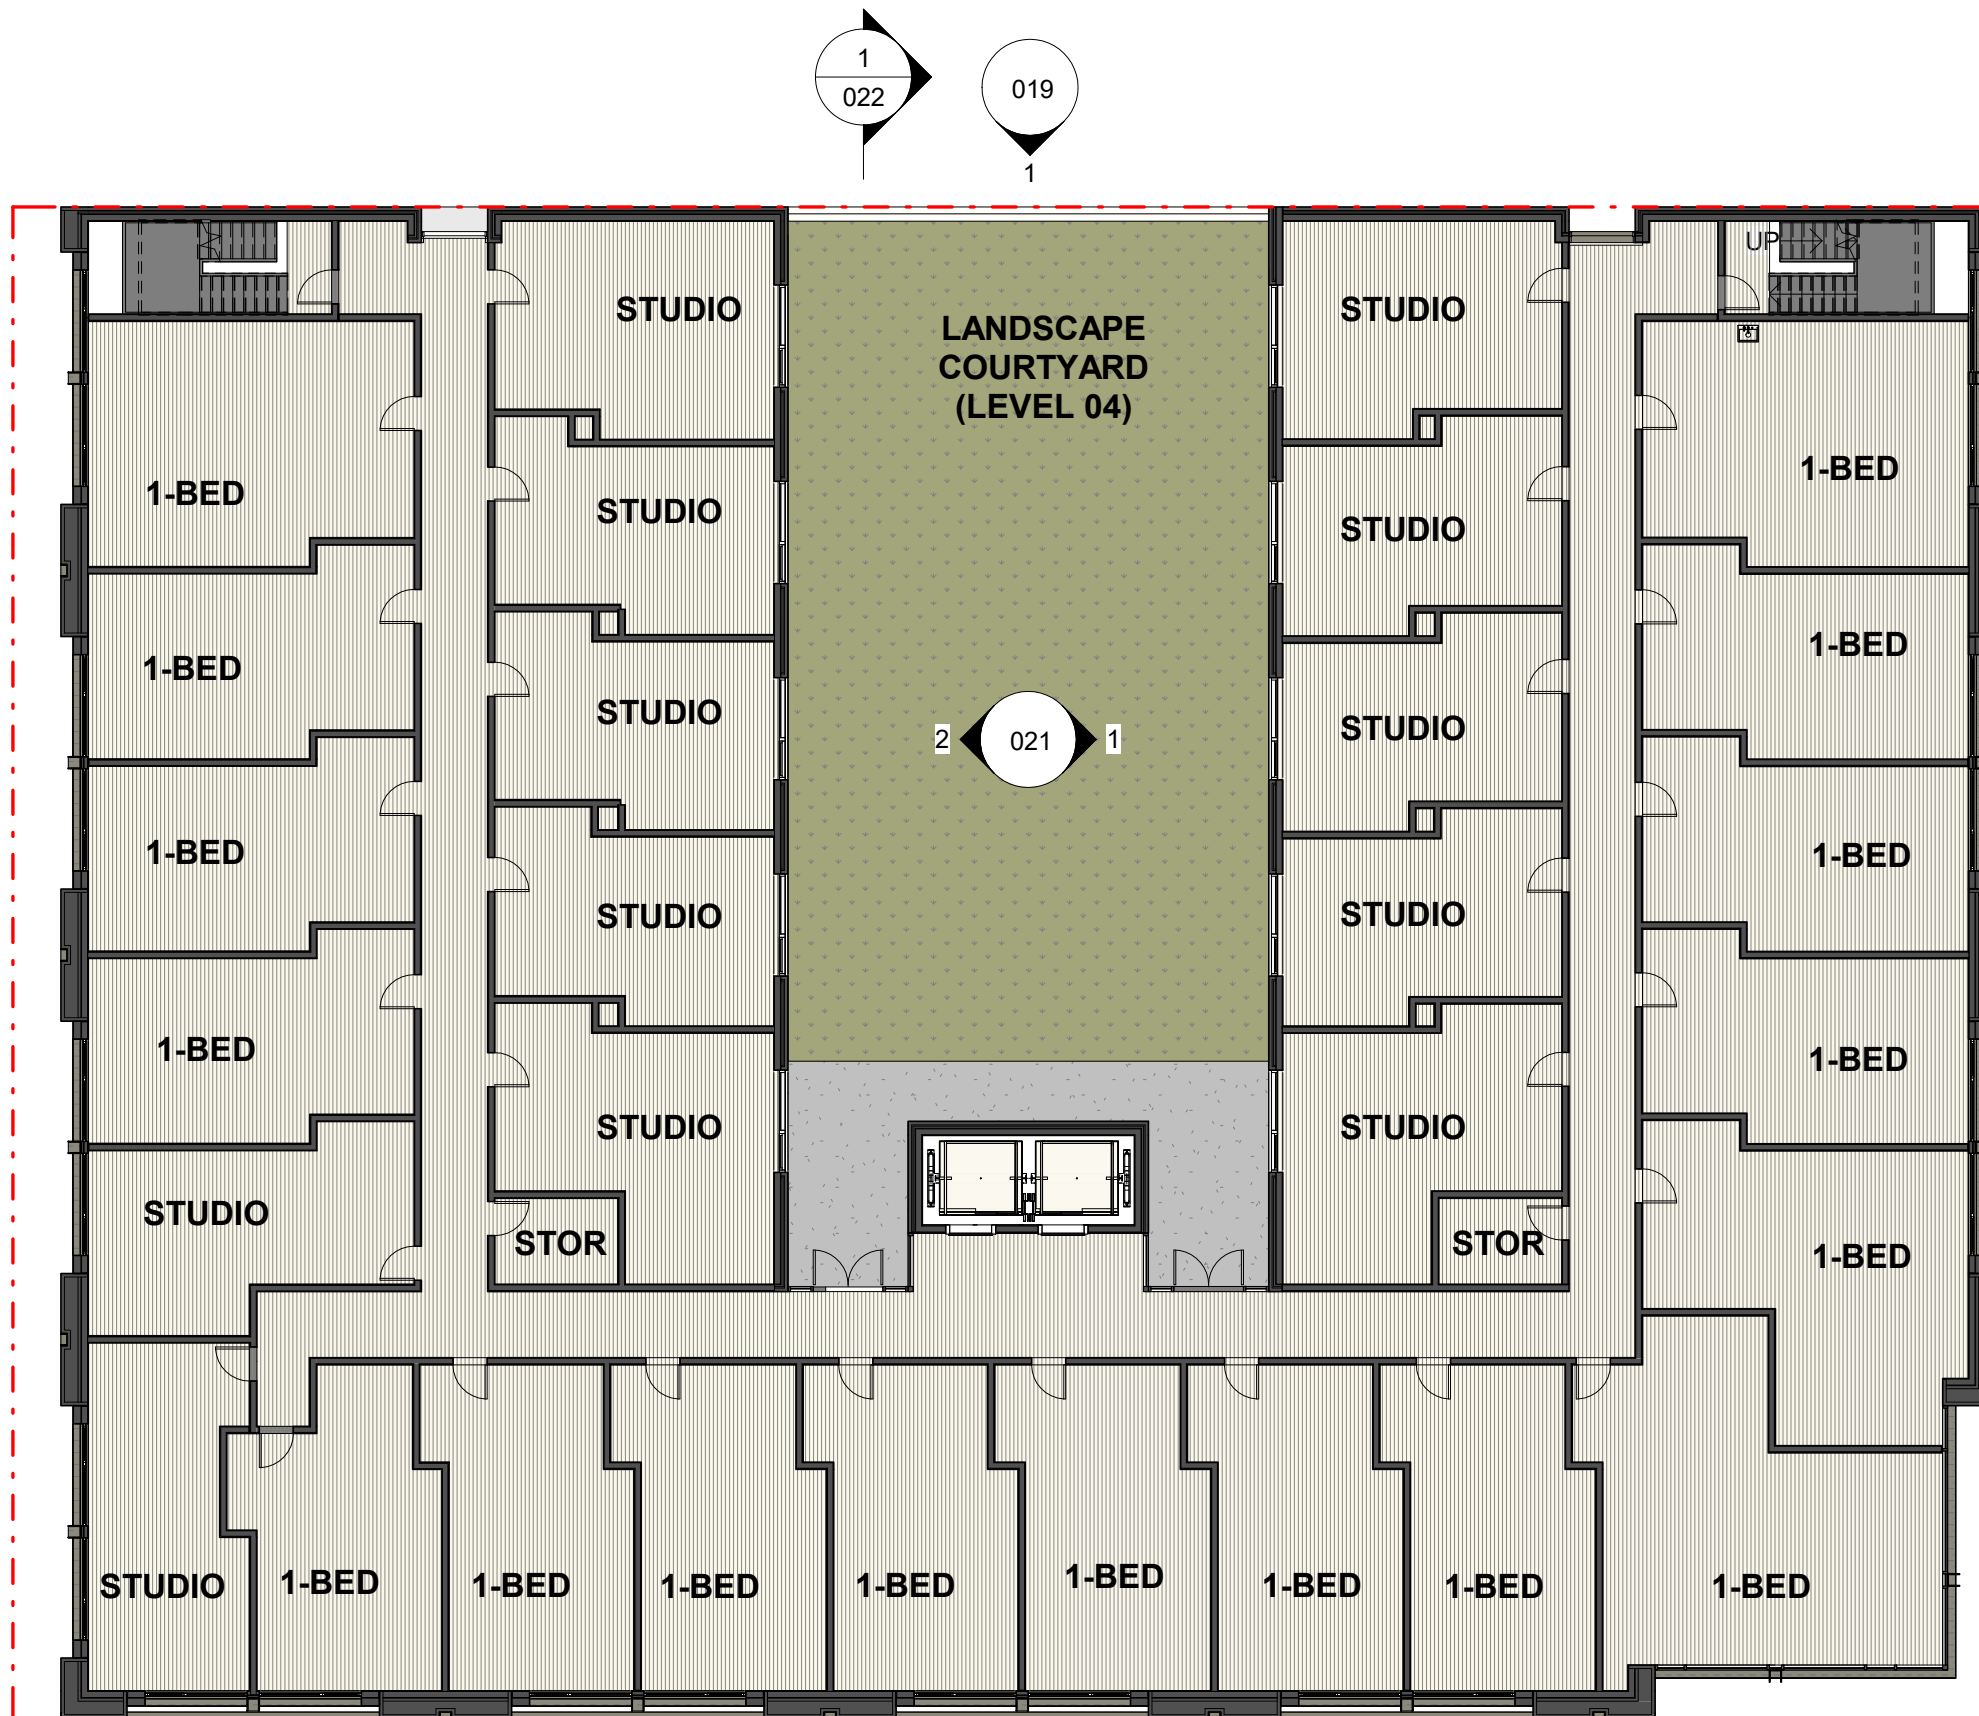 1
022
019
1
UP
STUDIO
STUDIO
LANDSCAPE
COURTYARD
(LEVEL 04)
1-BED
1-BED
STUDIO
STUDIO
1-BED
1-BED
STUDIO
STUDIO
2
021
1
1-BED
1-BED
STUDIO
STUDIO
1-BED
1-BED
STUDIO
STUDIO
STUDIO
STOR
STOR
1-BED
STUDIO
1-BED
1-BED
1-BED
1-BED
1-BED
1-BED
1-BED
1-BED